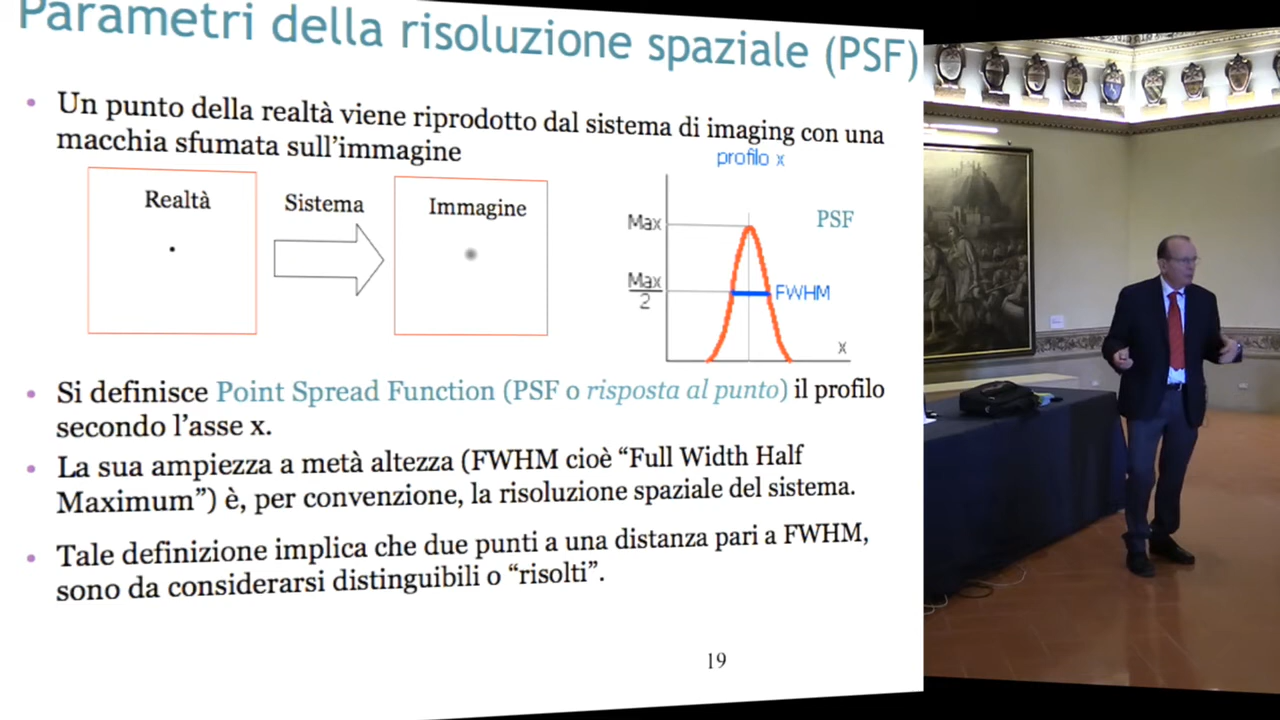 Parametri della risoluzione spaziale (PSF)
• Un punto della realtà viene riprodotto dal sistema di imaging con una
macchia sfumata sull’immagine
Realtà
Sistema
Immagine
profilo x
Max
PSF
Max
2
FWHM
x
• Si definisce Point Spread Function (PSF o risposta al punto) il profilo
secondo l’asse x.
• La sua ampiezza a metà altezza (FWHM cioè “Full Width Half
Maximum”) è, per convenzione, la risoluzione spaziale del sistema.
• Tale definizione implica che due punti a una distanza pari a FWHM,
sono da considerarsi distinguibili o “risolti”.
19